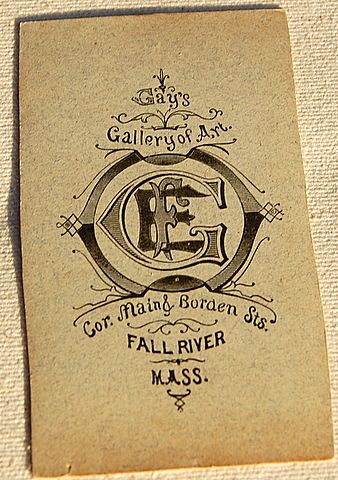 Gay's
Gallery of Art.
Cor. Main & Borden Sts.
FALL RIVER
MASS.